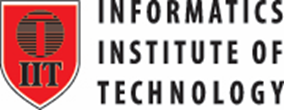 INFORMATICS
INSTITUTE OF
TECHNOLOGY
IIT